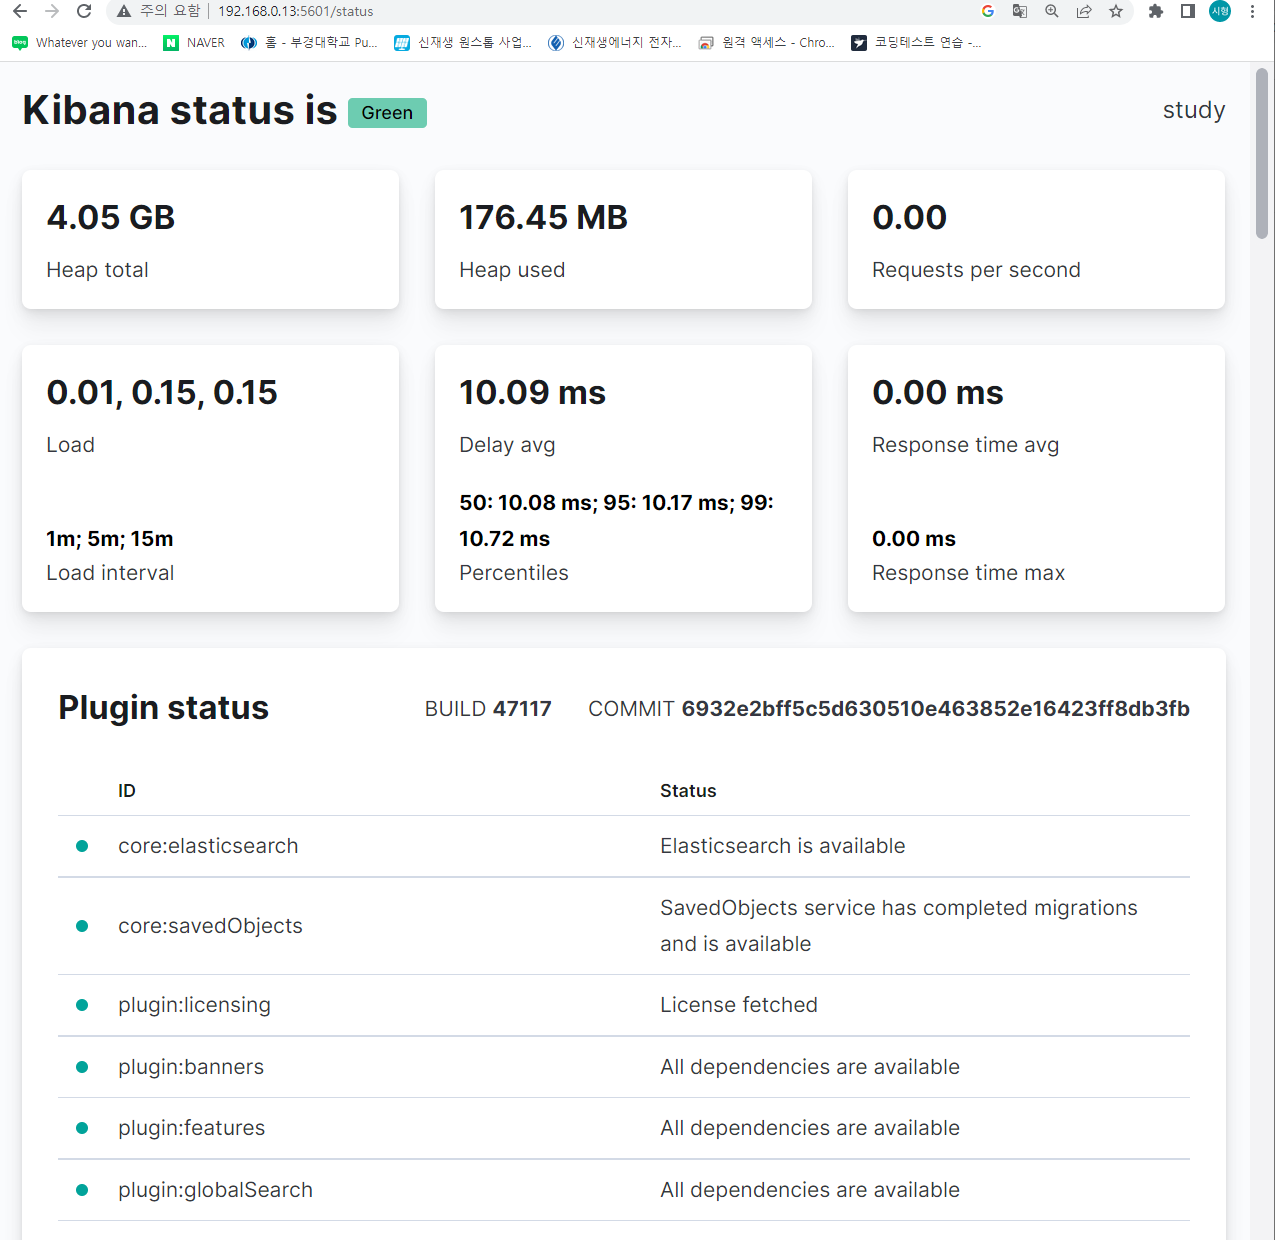 주의 요함 192.168.0.13:5601/status 시형
Whatever you wan... NAVER 홈 - 부경대학교 Pu... 신재생 원스톱 사업... 신재생에너지 전자... 원격 액세스 - Chro... 코딩테스트 연습 -...
Kibana status is Green study
4.05 GB 176.45 MB 0.00
Heap total Heap used Requests per second
0.01, 0.15, 0.15 10.09 ms 0.00 ms
Load Delay avg Response time avg
50: 10.08 ms; 95: 10.17 ms; 99:
1m; 5m; 15m 10.72 ms 0.00 ms
Load interval Percentiles Response time max
Plugin status BUILD 47117 COMMIT 6932e2bff5c5d630510e463852e16423ff8db3fb
ID Status
core:elasticsearch Elasticsearch is available
core:savedObjects SavedObjects service has completed migrations
and is available
plugin:licensing License fetched
plugin:banners All dependencies are available
plugin:features All dependencies are available
plugin:globalSearch All dependencies are available